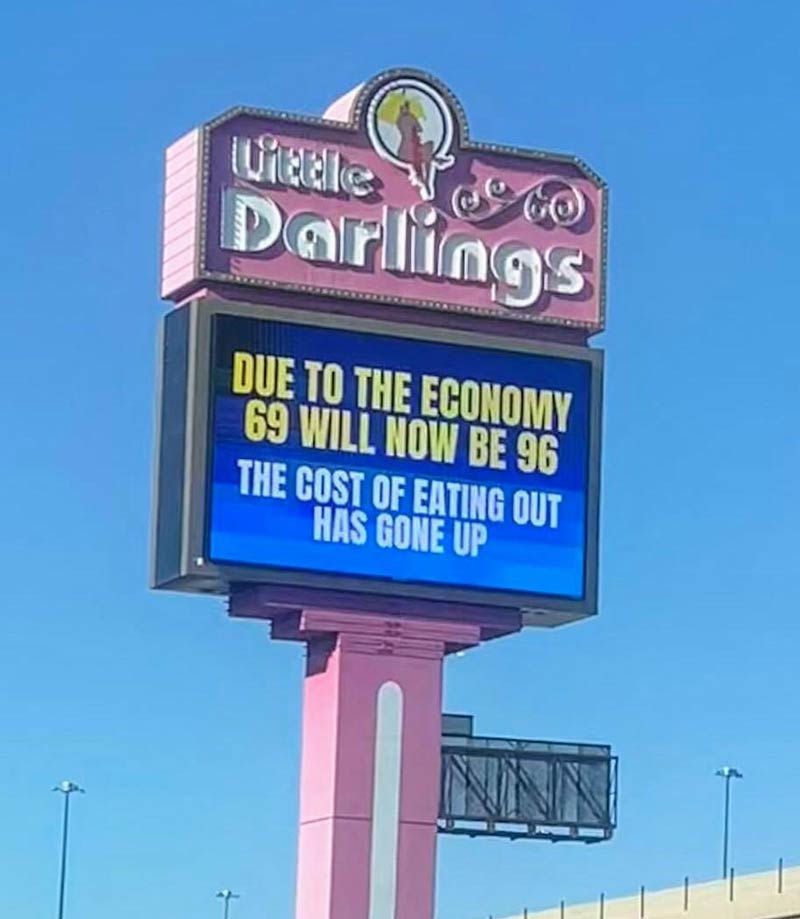 Little
Darlings
DUE TO THE ECONOMY
69 WILL NOW BE 96
THE COST OF EATING OUT
HAS GONE UP